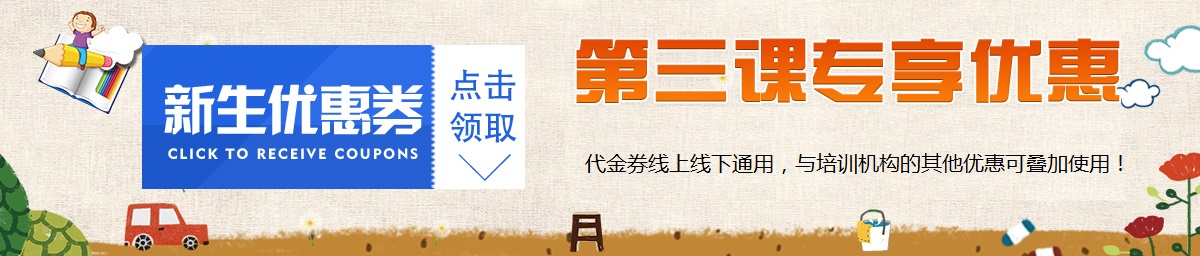 新生优惠券
CLICK TO RECEIVE COUPONS
点击
领取
第三课专享优惠
代金券线上线下通用，与培训机构的其他优惠可叠加使用！